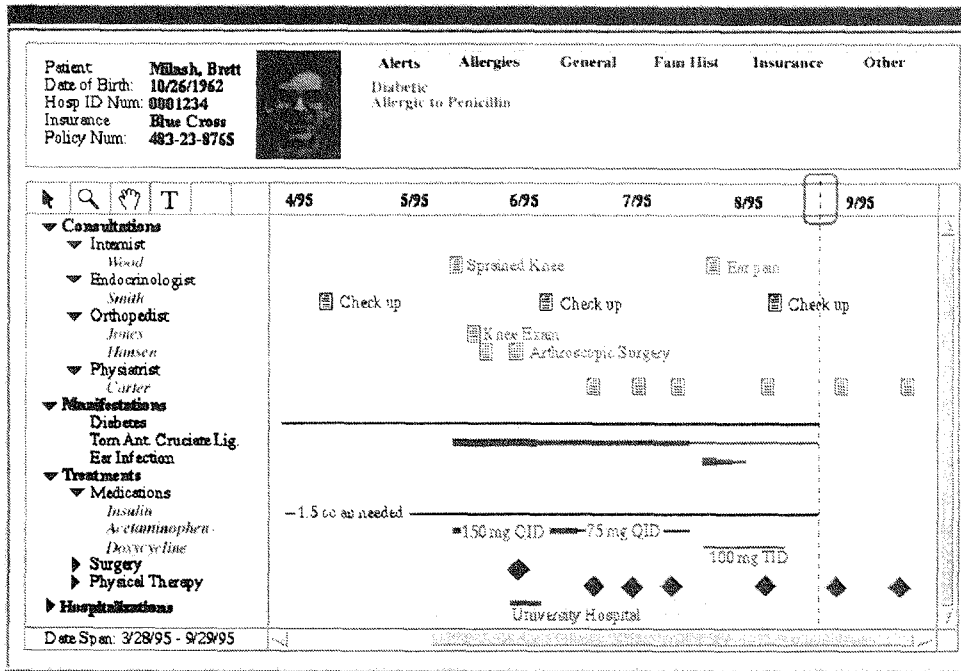 Patient Milash, Brett
Date of Birth: 10/26/1962
Hosp ID Num: 0001234
Insurance Blue Cross
Policy Num: 483-23-8765
Alerts Allergies General Fam Hist Insurance Other
Diabetic
Allergic to Penicillin
T
4/95 5/95 6/95 7/95 8/95 9/95
Consultations
Internist
Wood Sprained Knee Ear pain
Endocrinologist
Smith Check up Check up Check up
Orthopedist
Jones Knee Exam
Hansen Arthroscopic Surgery
Physiatrist
Carter
Manifestations
Diabetes
Torn Ant. Cruciate Lig.
Ear Infection
Treatments
Medications
Insulin 1.5 cc as needed
Acetaminophen 150 mg QID 75 mg QID
Doxycycline 100 mg TID
Surgery
Physical Therapy
Hospitalizations University Hospital
Date Span: 3/28/95 - 9/29/95